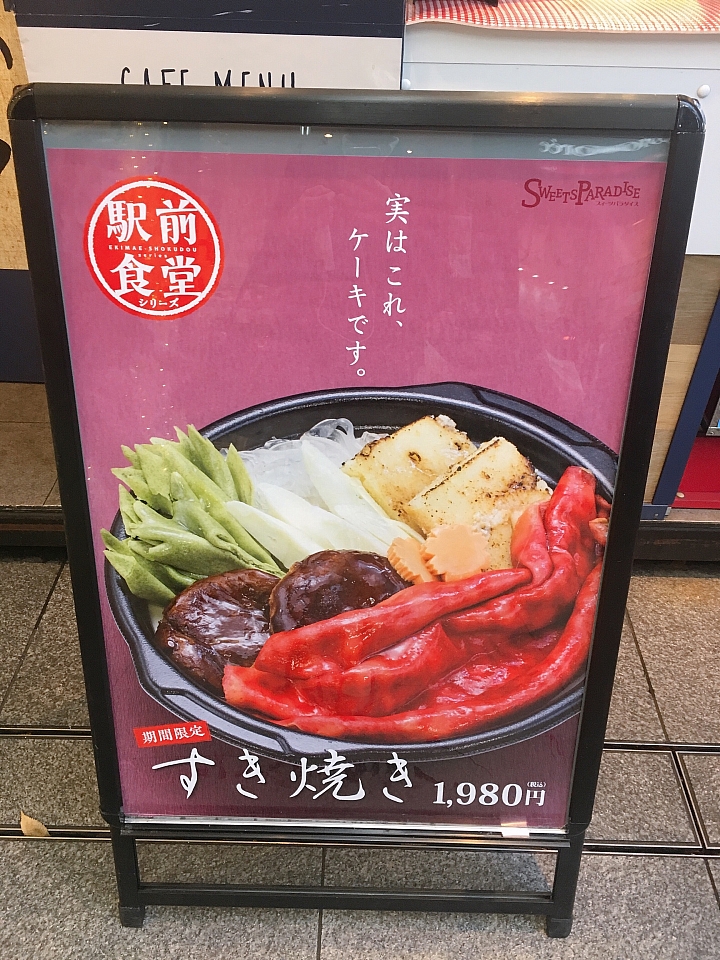 CAFE MENU
SWEETS PARADISE
スイーツパラダイス
駅前
EKIMAE-SHOKUDOU
series
食堂
シリーズ
実はこれ、
ケーキです。
期間限定
すき焼き
1,980円
(税込)